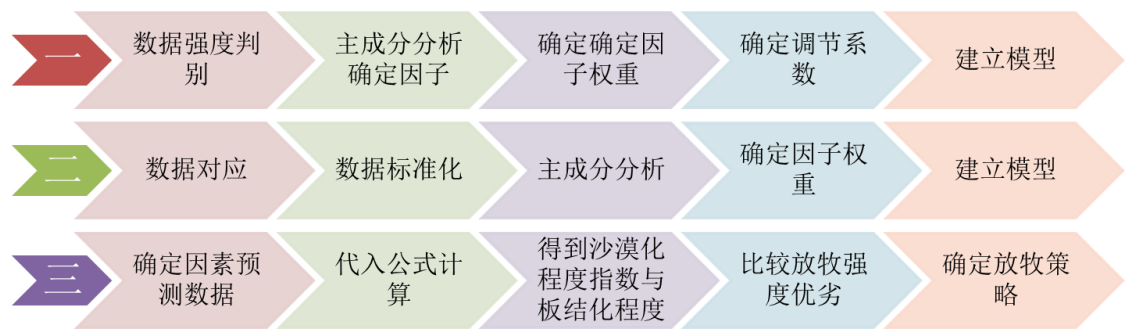 一
数据强度判
别
主成分分析
确定因子
确定确定因
子权重
确定调节系
数
建立模型
二
数据对应
数据标准化
主成分分析
确定因子权
重
建立模型
三
确定因素预
测数据
代入公式计
算
得到沙漠化
程度指数与
板结化程度
比较放牧强
度优劣
确定放牧策
略